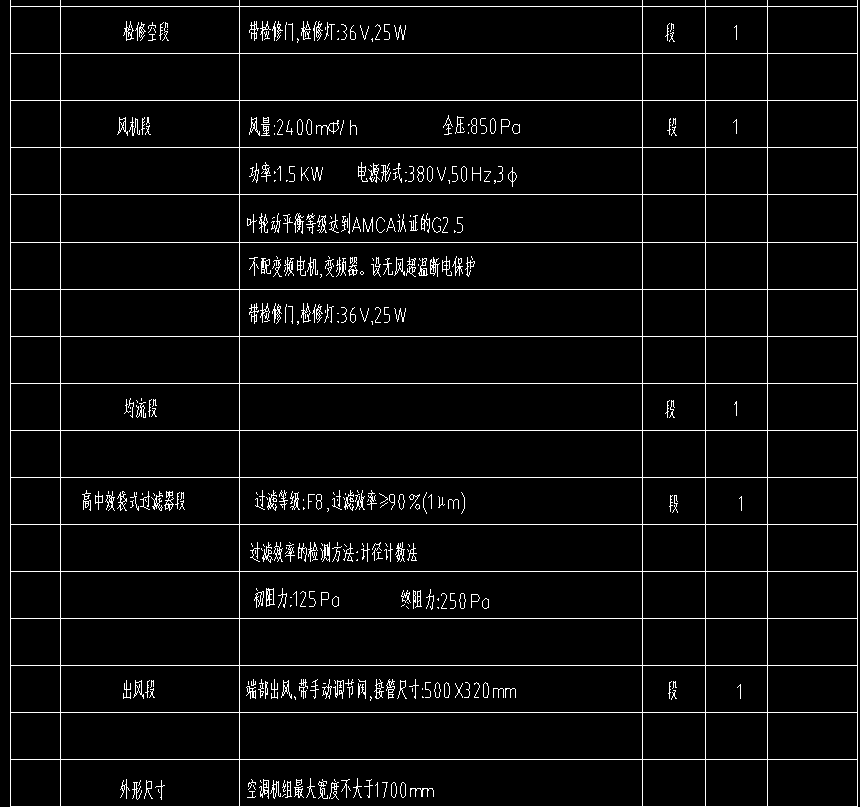 检修空段 带检修门,检修灯:36V,25W 段 1
风机段 风量:2400m³/h 全压:850Pa 段 1
功率:1.5KW 电源形式:380V,50Hz,3φ
叶轮动平衡等级达到AMCA认证的G2.5
不配变频电机,变频器。设无风超温断电保护
带检修门,检修灯:36V,25W
均流段 段 1
高中效袋式过滤器段 过滤等级:F8,过滤效率≥90%(1μm) 段 1
过滤效率的检测方法:计径计数法
初阻力:125Pa 终阻力:250Pa
出风段 端部出风,带手动调节阀,接管尺寸:500X320mm 段 1
外形尺寸 空调机组最大宽度不大于1700mm